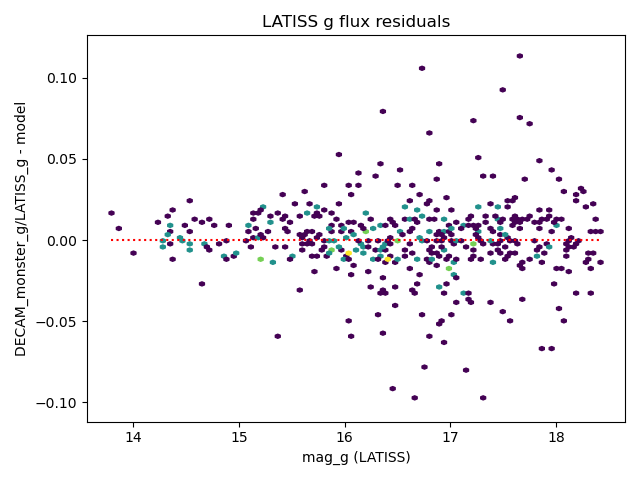 LATISS g flux residuals
DECAM_monster_g/LATISS_g - model
0.10
0.05
0.00
−0.05
−0.10
14 15 16 17 18
mag_g (LATISS)